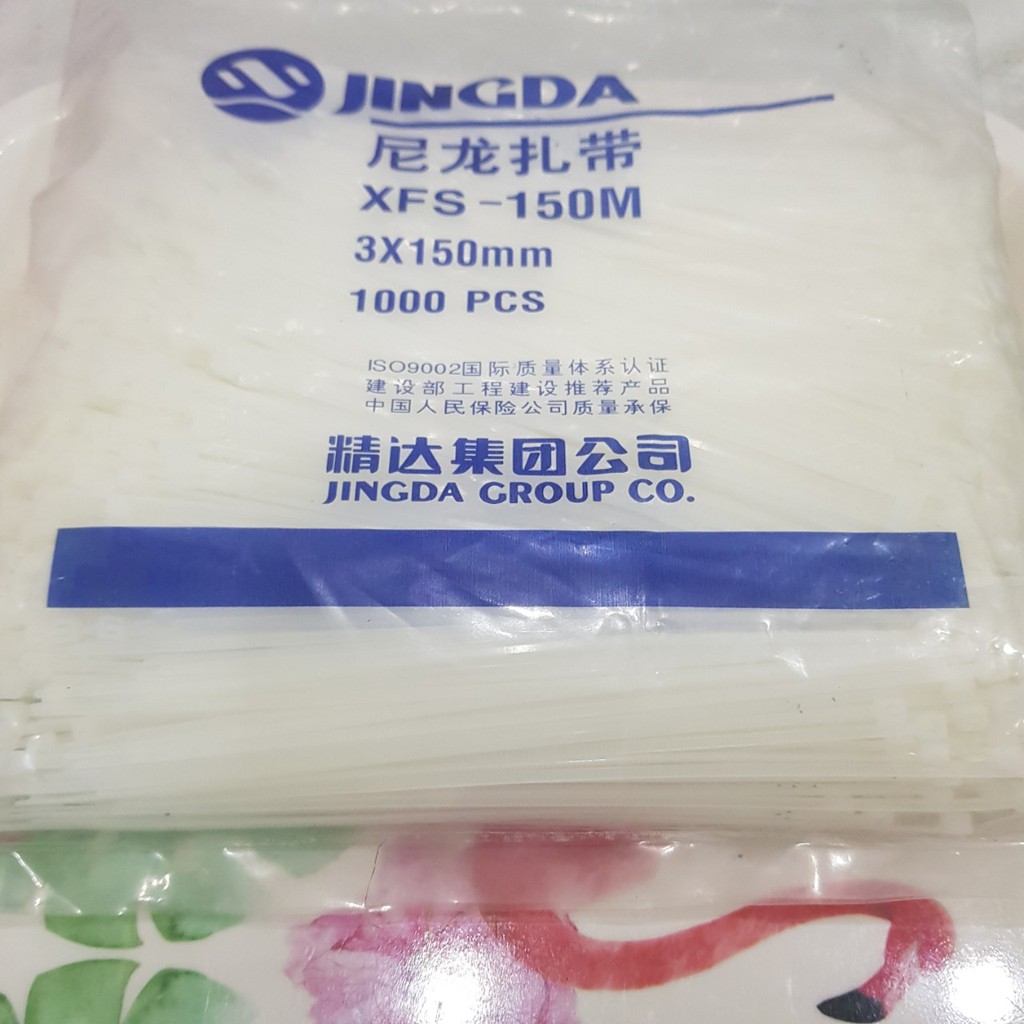 JINGDA
尼龙扎带
XFS-150M
3X150mm
1000 PCS
ISO9002国际质量体系认证
建设部工程建设推荐产品
中国人民保险公司质量承保
精达集团公司
JINGDA GROUP CO.